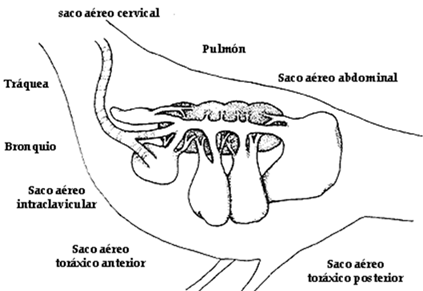 saco aéreo cervical
Pulmón
Saco aéreo abdominal
Tráquea
Bronquio
Saco aéreo
intraclavicular
Saco aéreo
toráxico anterior
Saco aéreo
toráxico posterior